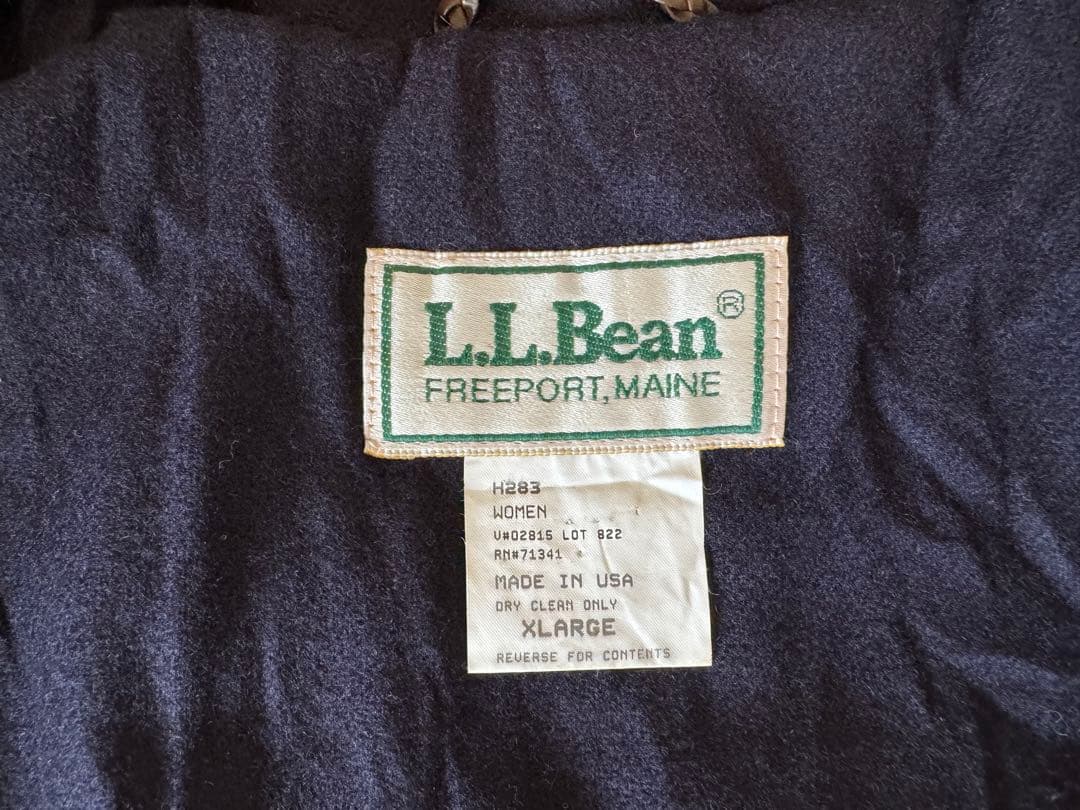 L.L.Bean®
FREEPORT, MAINE
H283
WOMEN
V#02815 LOT 822
RN#71341
MADE IN USA
DRY CLEAN ONLY
XLARGE
REVERSE FOR CONTENTS